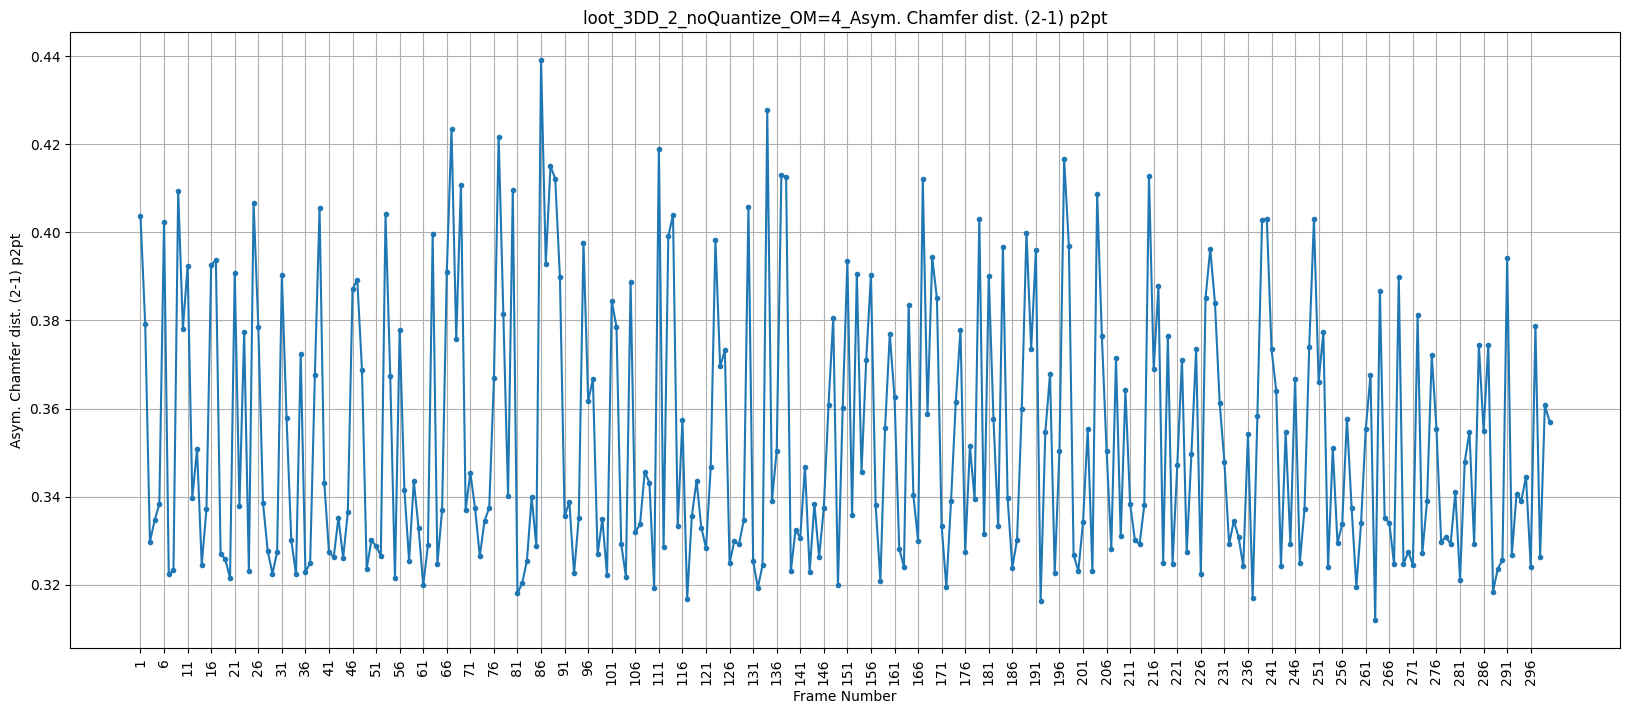 loot_3DD_2_noQuantize_OM=4_Asym. Chamfer dist. (2-1) p2pt
Asym. Chamfer dist. (2-1) p2pt
0.44
0.42
0.40
0.38
0.36
0.34
0.32
1 6 11 16 21 26 31 36 41 46 51 56 61 66 71 76 81 86 91 96 101 106 111 116 121 126 131 136 141 146 151 156 161 166 171 176 181 186 191 196 201 206 211 216 221 226 231 236 241 246 251 256 261 266 271 276 281 286 291 296
Frame Number